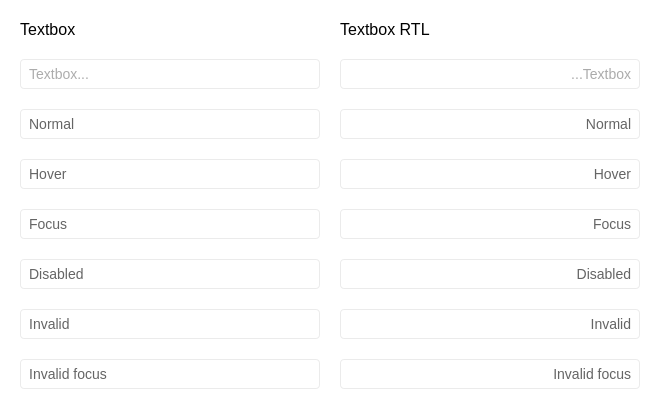 Textbox
Textbox RTL
Textbox...
...Textbox
Normal
Normal
Hover
Hover
Focus
Focus
Disabled
Disabled
Invalid
Invalid
Invalid focus
Invalid focus